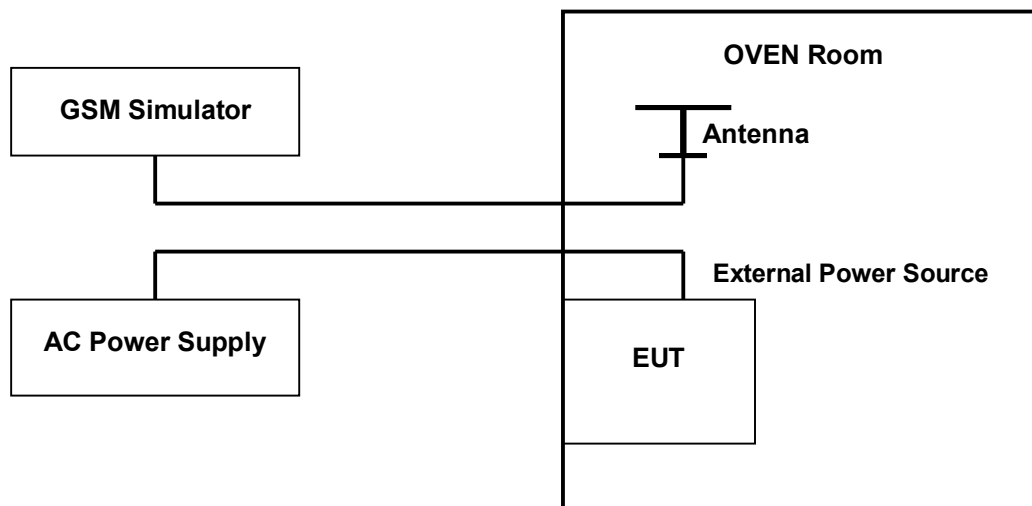 OVEN Room
GSM Simulator
Antenna
External Power Source
AC Power Supply
EUT